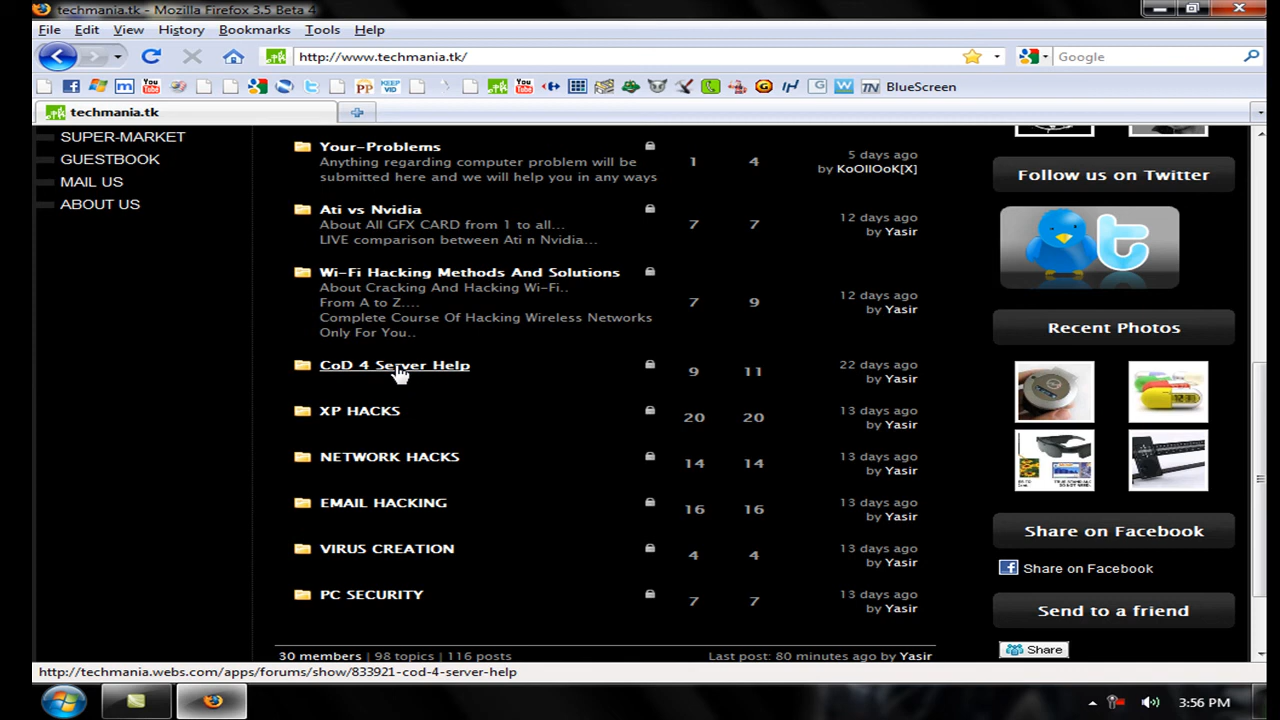 techmania.tk - Mozilla Firefox 3.5 Beta 4
File Edit View History Bookmarks Tools Help
http://www.techmania.tk/
Google
BlueScreen
techmania.tk
SUPER-MARKET
GUESTBOOK
MAIL US
ABOUT US
Your-Problems
Anything regarding computer problem will be
submitted here and we will help you in any ways
1 4
5 days ago
by KoOlIOoK[X]
Ati vs Nvidia
About All GFX CARD from 1 to all...
LIVE comparison between Ati n Nvidia...
7 7
12 days ago
by Yasir
Wi-Fi Hacking Methods And Solutions
About Cracking And Hacking Wi-Fi..
From A to Z....
Complete Course Of Hacking Wireless Networks
Only For You..
7 9
12 days ago
by Yasir
CoD 4 Server Help
9 11
22 days ago
by Yasir
XP HACKS
20 20
13 days ago
by Yasir
NETWORK HACKS
14 14
13 days ago
by Yasir
EMAIL HACKING
16 16
13 days ago
by Yasir
VIRUS CREATION
4 4
13 days ago
by Yasir
PC SECURITY
7 7
13 days ago
by Yasir
30 members | 98 topics | 116 posts
Last post: 80 minutes ago by Yasir
Follow us on Twitter
Recent Photos
Share on Facebook
Share on Facebook
Send to a friend
Share
http://techmania.webs.com/apps/forums/show/833921-cod-4-server-help
3:56 PM